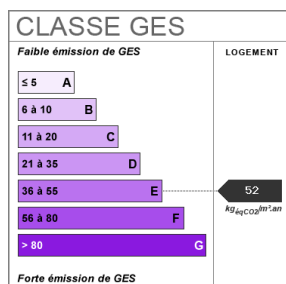 CLASSE GES
Faible émission de GES
LOGEMENT
≤ 5 A
6 à 10 B
11 à 20 C
21 à 35 D
36 à 55 E
52
kgéqCO2/m².an
56 à 80 F
> 80 G
Forte émission de GES